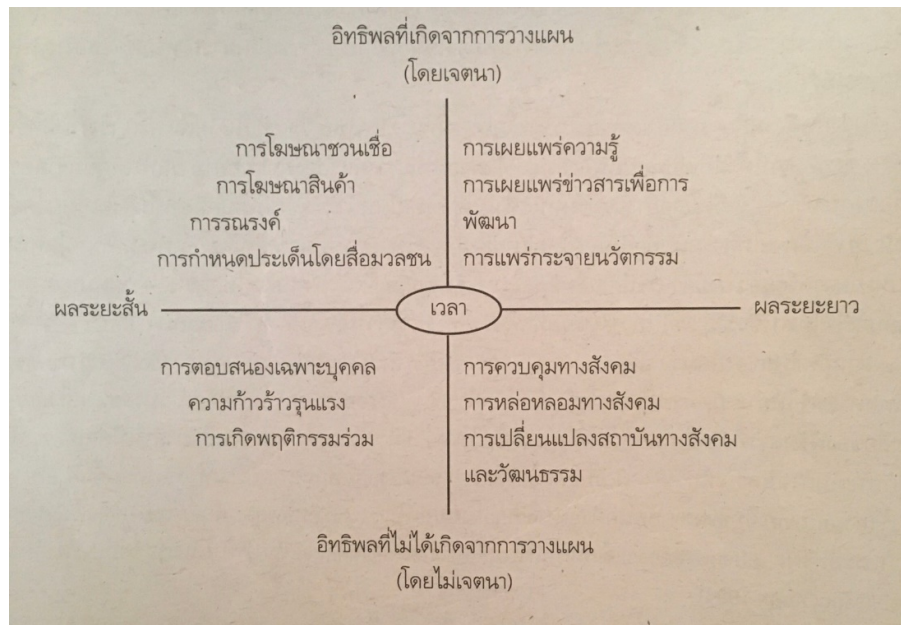 อิทธิพลที่เกิดจากการวางแผน
(โดยเจตนา)
การโฆษณาชวนเชื่อ
การโฆษณาสินค้า
การรณรงค์
การกำหนดประเด็นโดยสื่อมวลชน
การเผยแพร่ความรู้
การเผยแพร่ข่าวสารเพื่อการ
พัฒนา
การแพร่กระจายนวัตกรรม
ผลระยะสั้น
เวลา
ผลระยะยาว
การตอบสนองเฉพาะบุคคล
ความก้าวร้าวรุนแรง
การเกิดพฤติกรรมร่วม
การควบคุมทางสังคม
การหล่อหลอมทางสังคม
การเปลี่ยนแปลงสถาบันทางสังคม
และวัฒนธรรม
อิทธิพลที่ไม่ได้เกิดจากการวางแผน
(โดยไม่เจตนา)